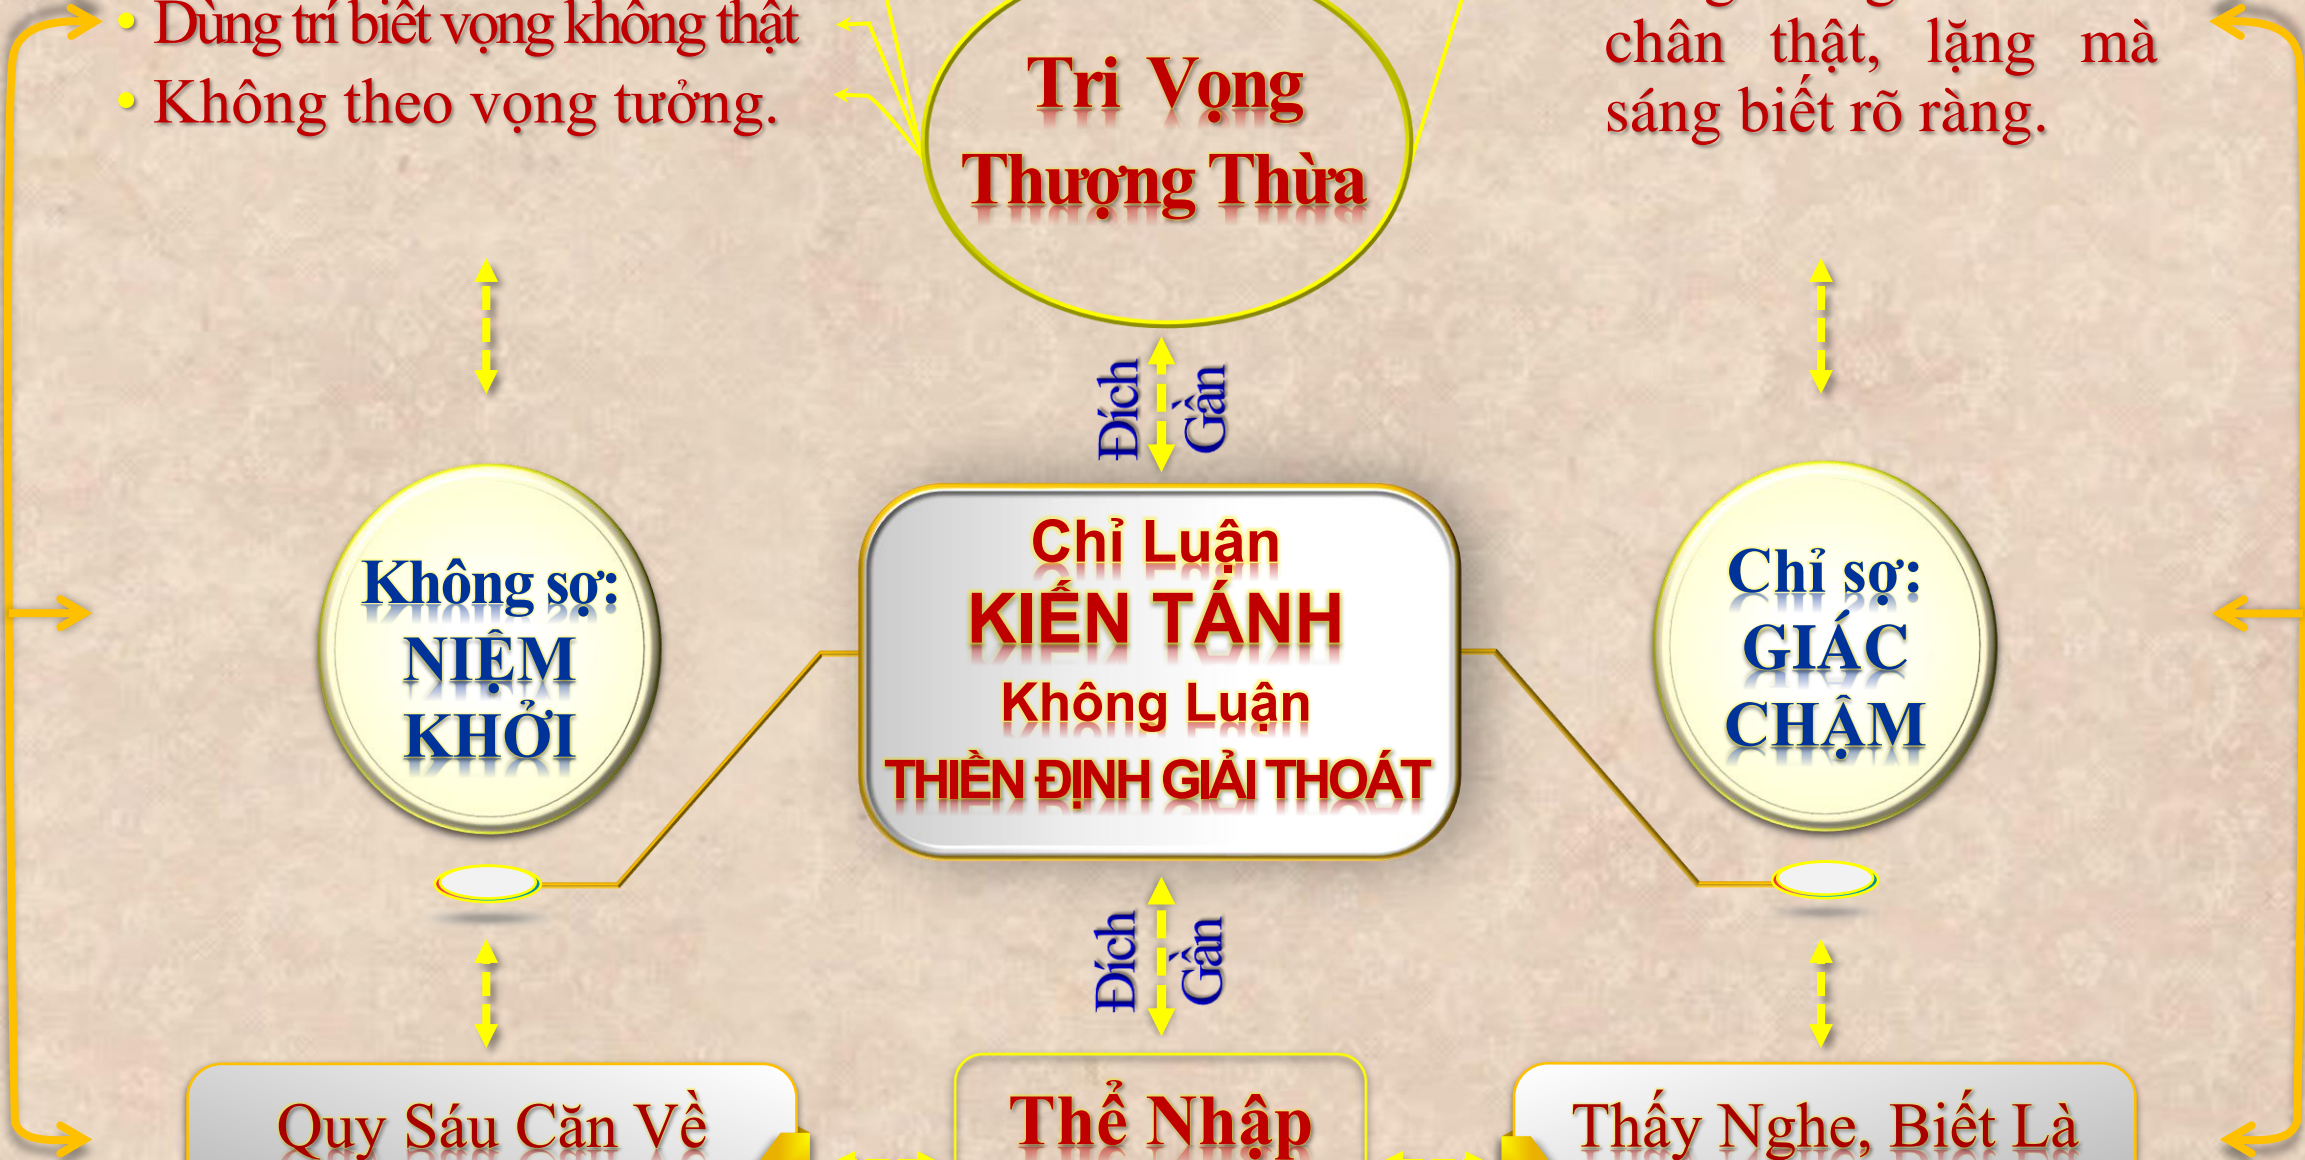 • Dùng trí biết vọng không thật
• Không theo vọng tưởng.
Tri Vọng
Thượng Thừa
chân thật, lặng mà
sáng biết rõ ràng.
Đích
Gần
Không sợ:
NIỆM
KHỞI
Chỉ Luận
KIẾN TÁNH
Không Luận
THIỀN ĐỊNH GIẢI THOÁT
Chỉ sợ:
GIÁC
CHẬM
Đích
Gần
Quy Sáu Căn Về
Thể Nhập
Thấy Nghe, Biết Là